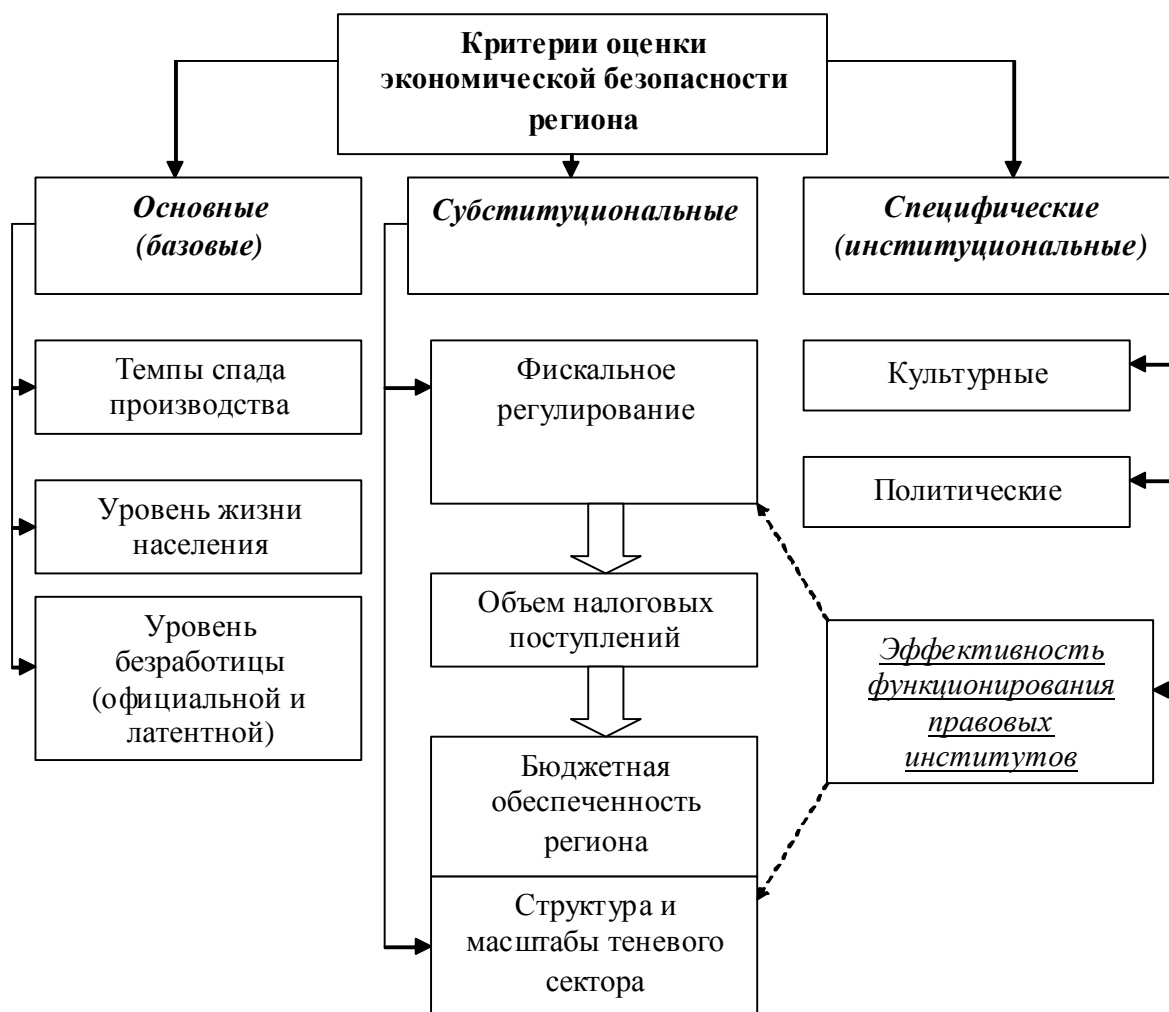 Критерии оценки
экономической безопасности
региона
Основные
(базовые)
Субституциональные
Специфические
(институциональные)
Темпы спада
производства
Фискальное
регулирование
Культурные
Уровень жизни
населения
Политические
Объем налоговых
поступлений
Уровень
безработицы
(официальной и
латентной)
Эффективность
функционирования
правовых
институтов
Бюджетная
обеспеченность
региона
Структура и
масштабы теневого
сектора